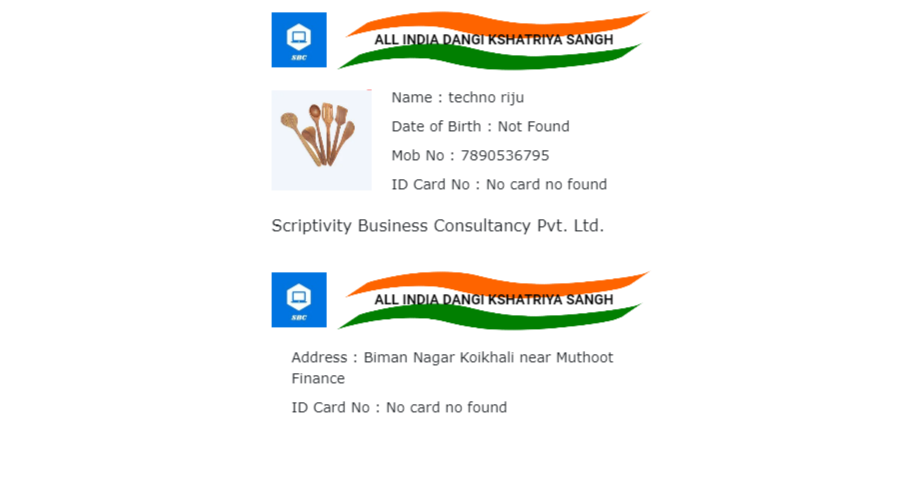 SBC
ALL INDIA DANGI KSHATRIYA SANGH
Name : techno riju
Date of Birth : Not Found
Mob No : 7890536795
ID Card No : No card no found
Scriptivity Business Consultancy Pvt. Ltd.
SBC
ALL INDIA DANGI KSHATRIYA SANGH
Address : Biman Nagar Koikhali near Muthoot
Finance
ID Card No : No card no found